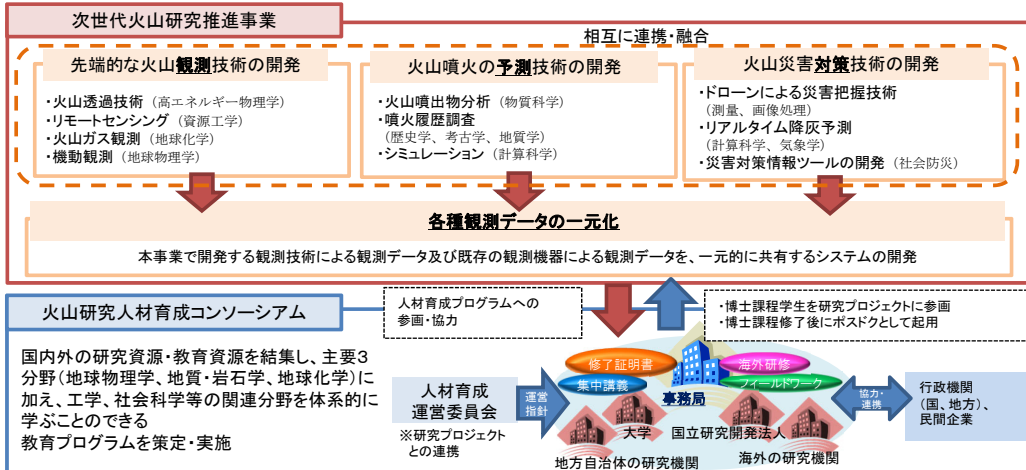 次世代火山研究推進事業
相互に連携・融合
先端的な火山観測技術の開発
・火山透過技術（高エネルギー物理学）
・リモートセンシング（資源工学）
・火山ガス観測（地球化学）
・機動観測（地球物理学）
火山噴火の予測技術の開発
・火山噴出物分析（物質科学）
・噴火履歴調査
（歴史学、考古学、地質学）
・シミュレーション（計算科学）
火山災害対策技術の開発
・ドローンによる災害把握技術
（測量、画像処理）
・リアルタイム降灰予測
（計算科学、気象学）
・災害対策情報ツールの開発（社会防災）
各種観測データの一元化
本事業で開発する観測技術による観測データ及び既存の観測機器による観測データを、一元的に共有するシステムの開発
火山研究人材育成コンソーシアム
人材育成プログラムへの
参画・協力
・博士課程学生を研究プロジェクトに参画
・博士課程修了後にポスドクとして起用
国内外の研究資源・教育資源を結集し、主要３
分野（地球物理学、地質・岩石学、地球化学）に
加え、工学、社会科学等の関連分野を体系的に
学ぶことのできる
教育プログラムを策定・実施
人材育成
運営委員会
※研究プロジェクト
との連携
運営
指針
修了証明書
集中講義
海外研修
フィールドワーク
事務局
大学
国立研究開発法人
地方自治体の研究機関
海外の研究機関
協力・
連携
行政機関
（国、地方）、
民間企業